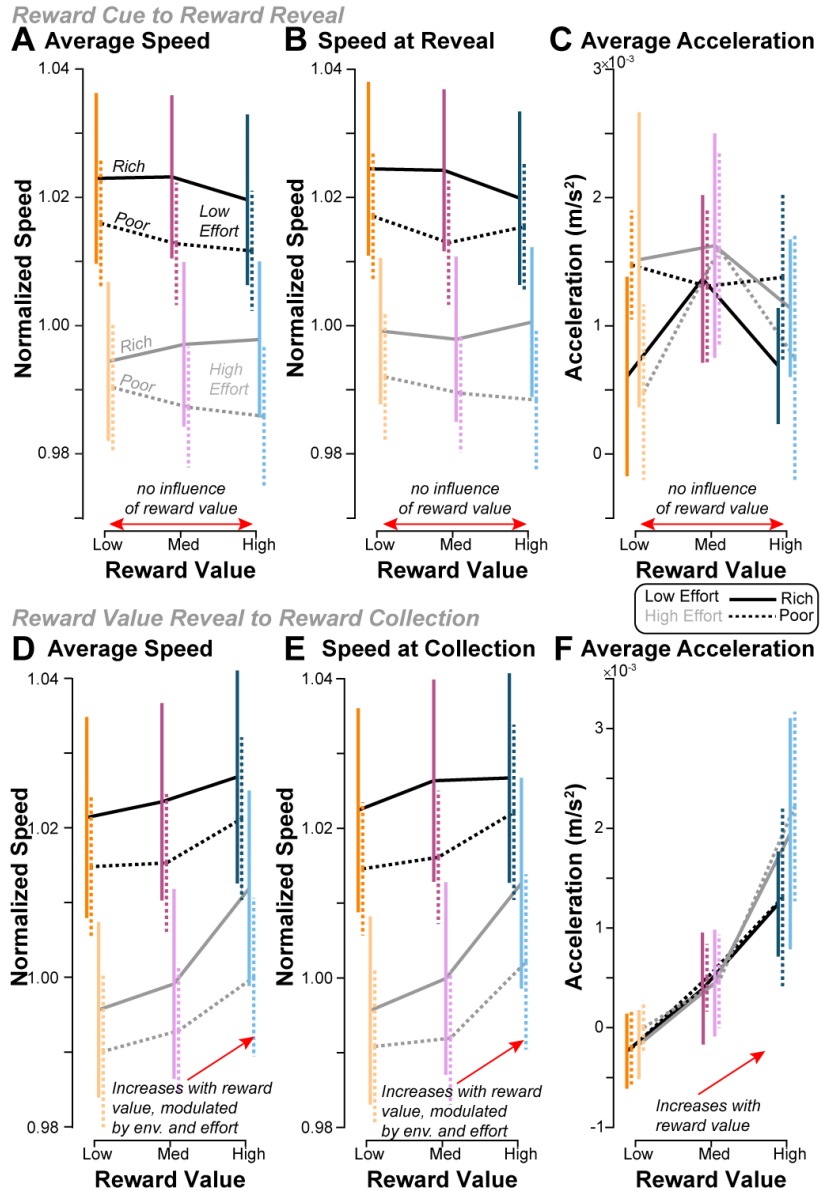 Reward Cue to Reward Reveal
A Average Speed
B Speed at Reveal
C Average Acceleration
Normalized Speed
1.04
1.02
1.00
0.98
Rich
Poor
Low
Effort
Rich
Poor
High
Effort
no influence
of reward value
Low Med High
Reward Value
Normalized Speed
1.04
1.02
1.00
0.98
no influence
of reward value
Low Med High
Reward Value
Acceleration (m/s²)
3×10⁻³
2
1
0
no influence
of reward value
Low Med High
Reward Value
Low Effort Rich
High Effort Poor
Reward Value Reveal to Reward Collection
D Average Speed
E Speed at Collection
F Average Acceleration
Normalized Speed
1.04
1.02
1.00
0.98
Increases with reward
value, modulated
by env. and effort
Low Med High
Reward Value
Normalized Speed
1.04
1.02
1.00
0.98
Increases with reward
value, modulated
by env. and effort
Low Med High
Reward Value
Acceleration (m/s²)
×10⁻³
3
2
1
0
-1
Increases with
reward value
Low Med High
Reward Value